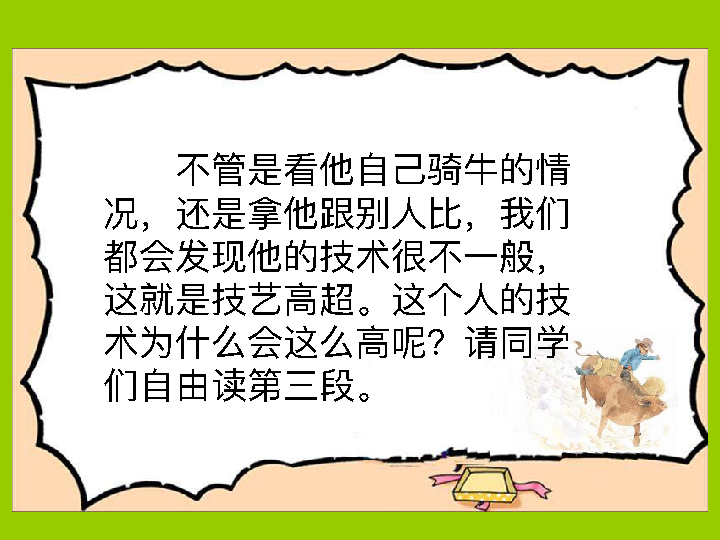 不管是看他自己骑牛的情
况，还是拿他跟别人比，我们
都会发现他的技术很不一般，
这就是技艺高超。这个人的技
术为什么会这么高呢？请同学
们自由读第三段。